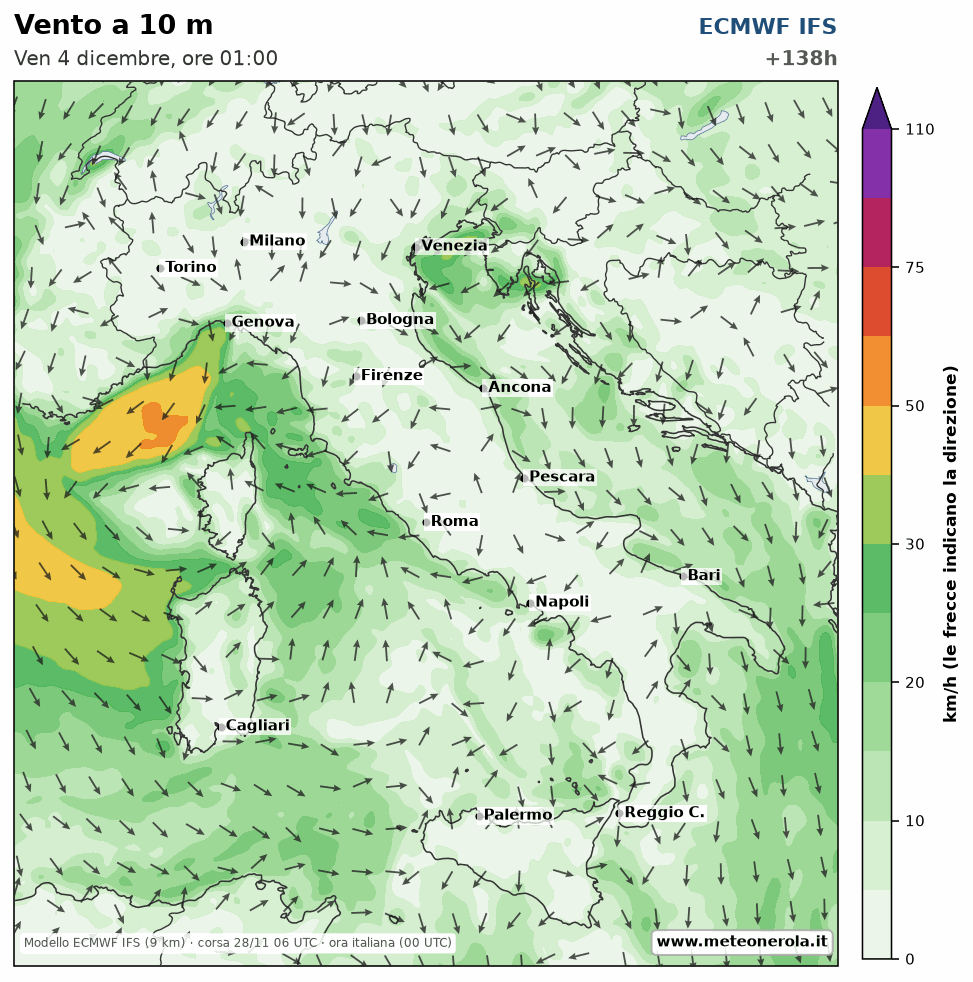 Vento a 10 m
ECMWF IFS
Ven 4 dicembre, ore 01:00
+138h
110
Venezia
Milano
Torino
75
Genova
Bologna
Firenze
Ancona
50
Pescara
Roma
30
Bari
Napoli
20
Cagliari
Palermo
Reggio C.
10
0
km/h (le frecce indicano la direzione)
Modello ECMWF IFS (9 km) · corsa 28/11 06 UTC · ora italiana (00 UTC)
www.meteonerola.it